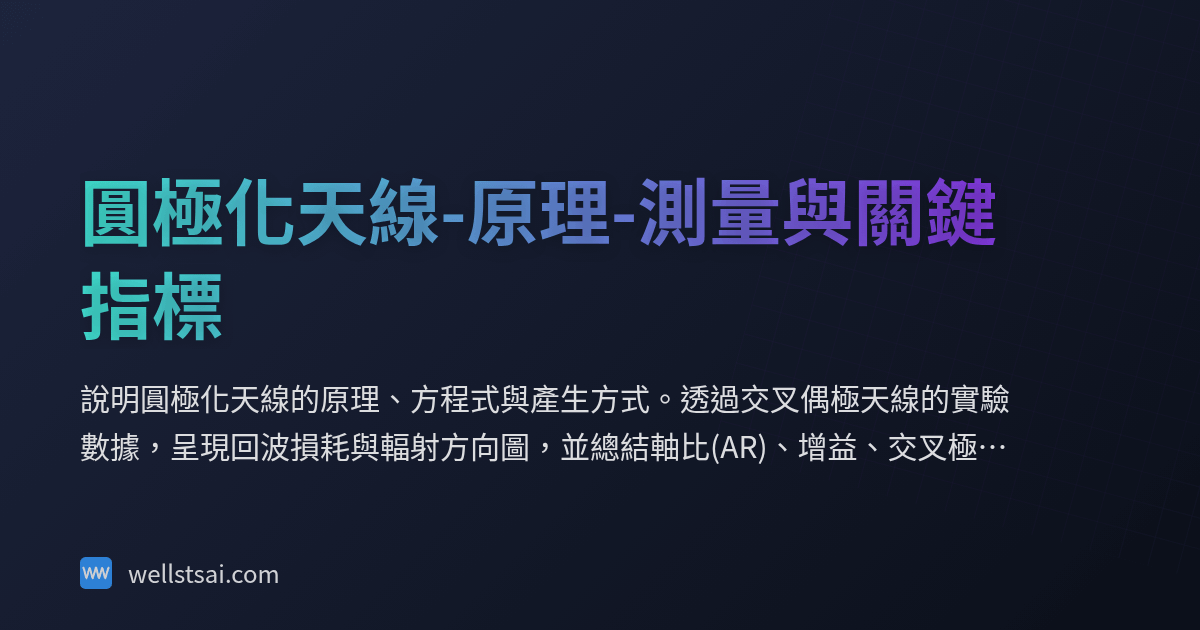 圓極化天線-原理-測量與關鍵
指標
說明圓極化天線的原理、方程式與產生方式。透過交叉偶極天線的實驗
數據，呈現回波損耗與輻射方向圖，並總結軸比(AR)、增益、交叉極…
wellstsai.com